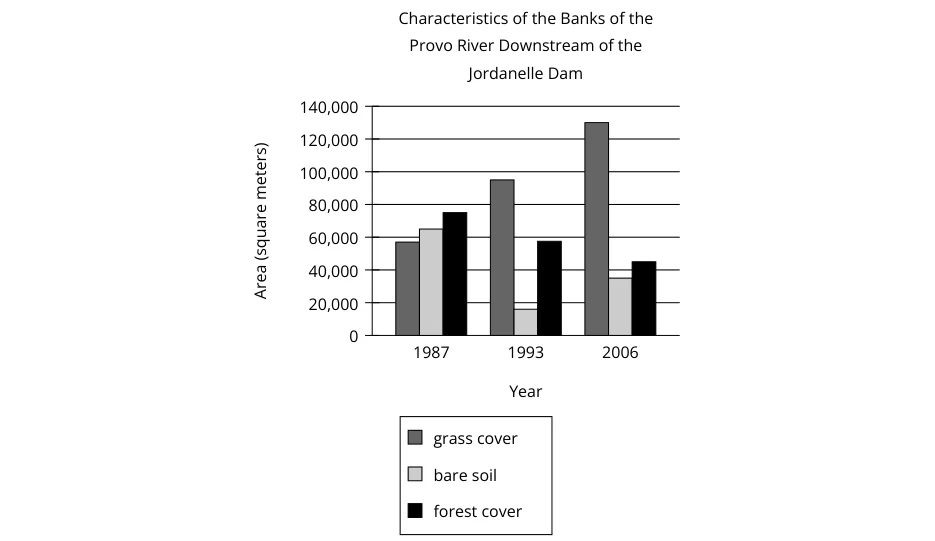 Characteristics of the Banks of the
Provo River Downstream of the
Jordanelle Dam
Area (square meters)
140,000
120,000
100,000
80,000
60,000
40,000
20,000
0
1987 1993 2006
Year
grass cover
bare soil
forest cover